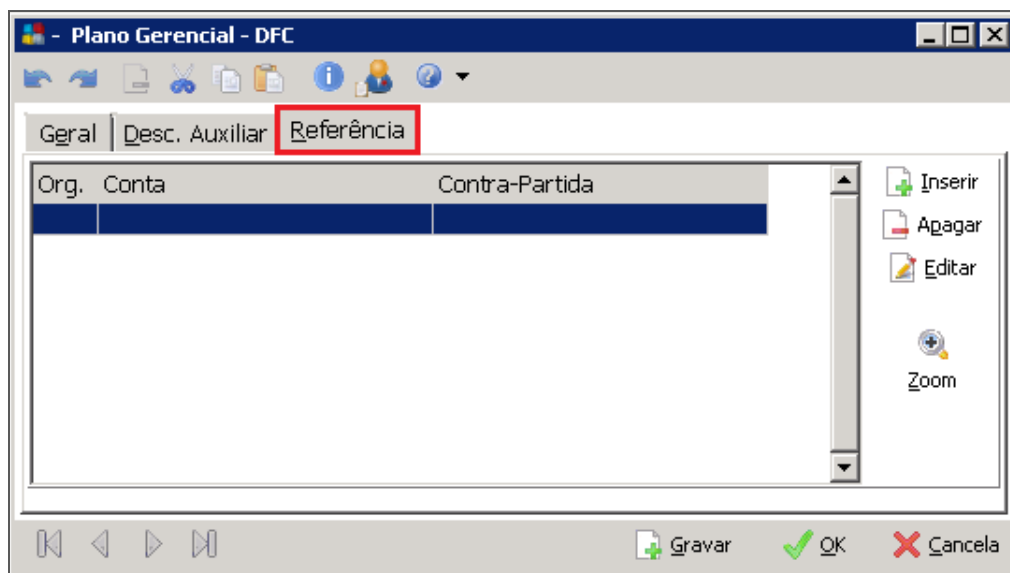 - Plano Gerencial - DFC
Geral Desc. Auxiliar Referência
Org. Conta Contra-Partida
Inserir
Apagar
Editar
Zoom
Gravar OK Cancela